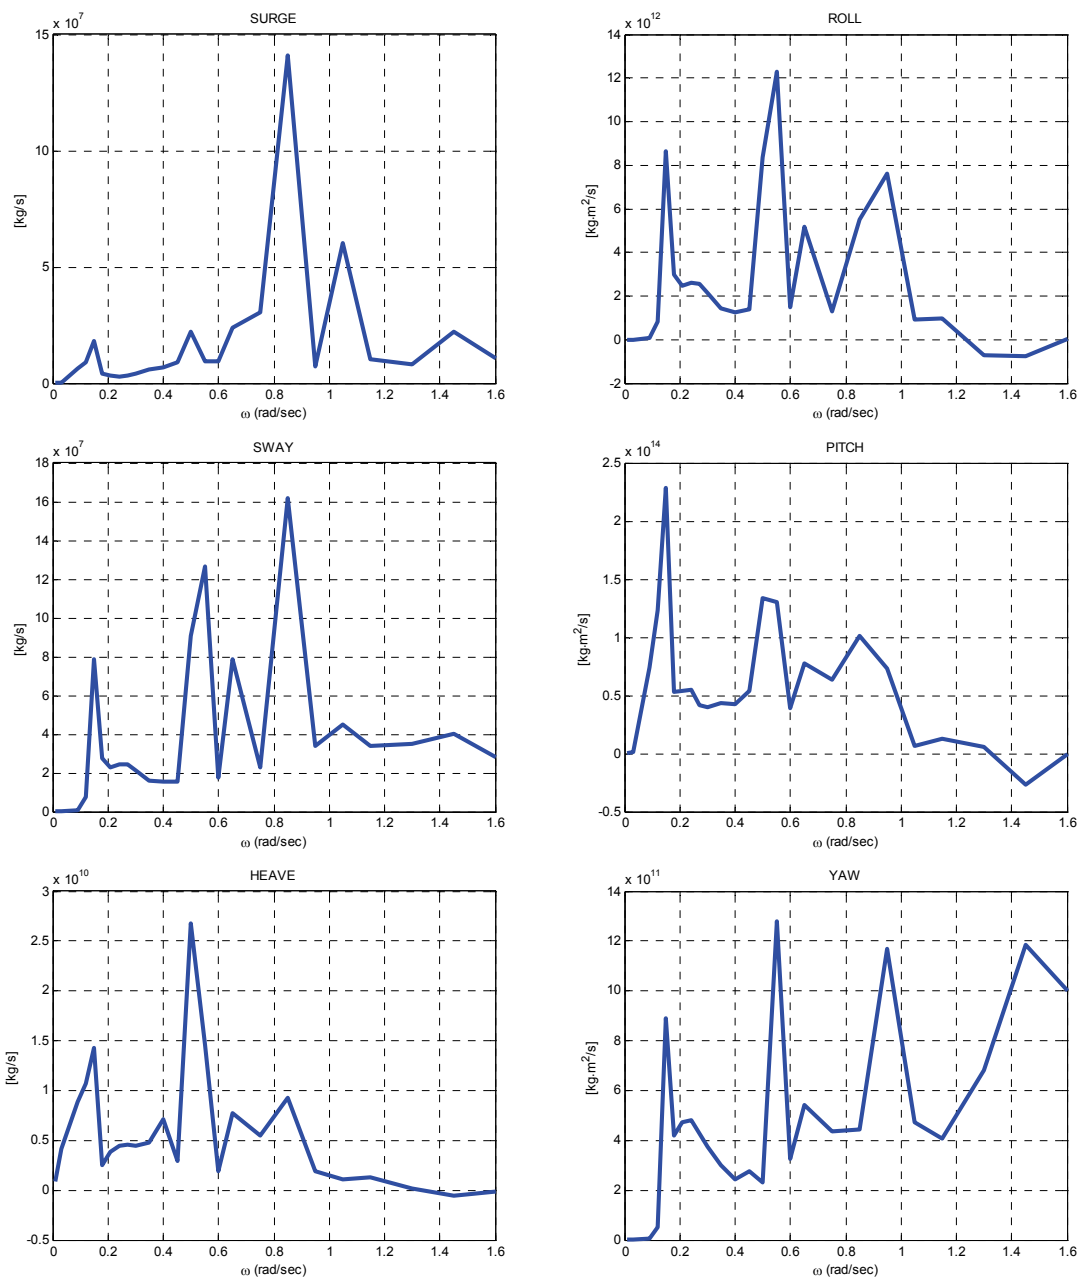 SURGE
x 10^7
15
10
5
0
[kg/s]
0 0.2 0.4 0.6 0.8 1 1.2 1.4 1.6
ω (rad/sec)
ROLL
x 10^12
14
12
10
8
6
4
2
0
-2
[kg·m^2/s]
0 0.2 0.4 0.6 0.8 1 1.2 1.4 1.6
ω (rad/sec)
SWAY
x 10^7
18
16
14
12
10
8
6
4
2
0
[kg/s]
0 0.2 0.4 0.6 0.8 1 1.2 1.4 1.6
ω (rad/sec)
PITCH
x 10^14
2.5
2
1.5
1
0.5
0
-0.5
[kg·m^2/s]
0 0.2 0.4 0.6 0.8 1 1.2 1.4 1.6
ω (rad/sec)
HEAVE
x 10^10
3
2.5
2
1.5
1
0.5
0
-0.5
[kg/s]
0 0.2 0.4 0.6 0.8 1 1.2 1.4 1.6
ω (rad/sec)
YAW
x 10^11
14
12
10
8
6
4
2
0
[kg·m^2/s]
0 0.2 0.4 0.6 0.8 1 1.2 1.4 1.6
ω (rad/sec)